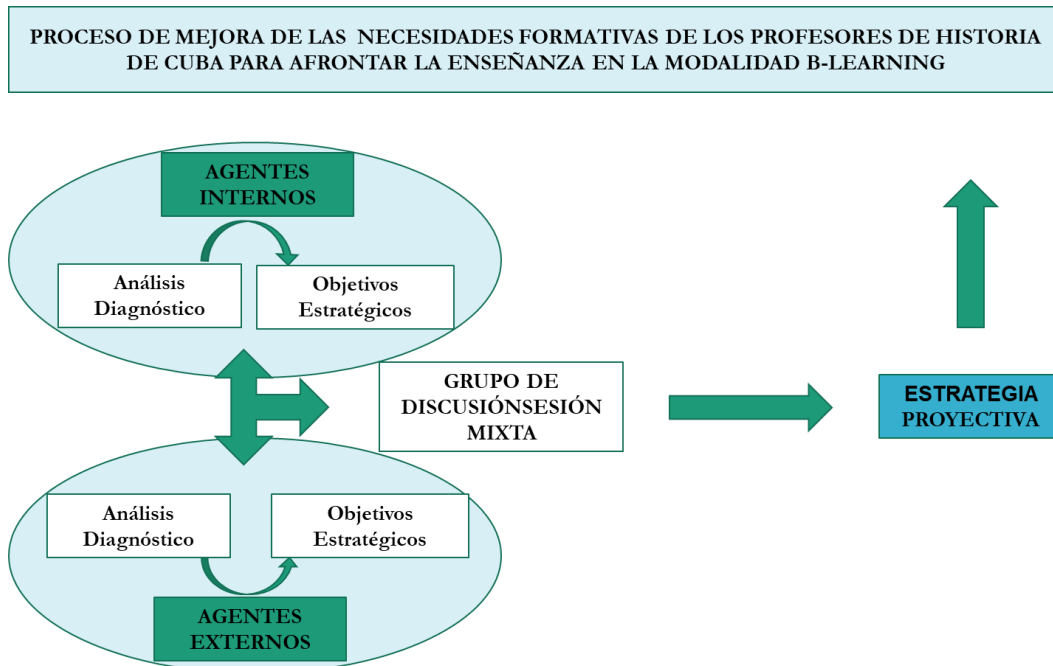 PROCESO DE MEJORA DE LAS NECESIDADES FORMATIVAS DE LOS PROFESORES DE HISTORIA
DE CUBA PARA AFRONTAR LA ENSEÑANZA EN LA MODALIDAD B-LEARNING
AGENTES
INTERNOS
Análisis
Diagnóstico
Objetivos
Estratégicos
GRUPO DE
DISCUSIÓNSESIÓN
MIXTA
ESTRATEGIA
PROYECTIVA
Análisis
Diagnóstico
Objetivos
Estratégicos
AGENTES
EXTERNOS